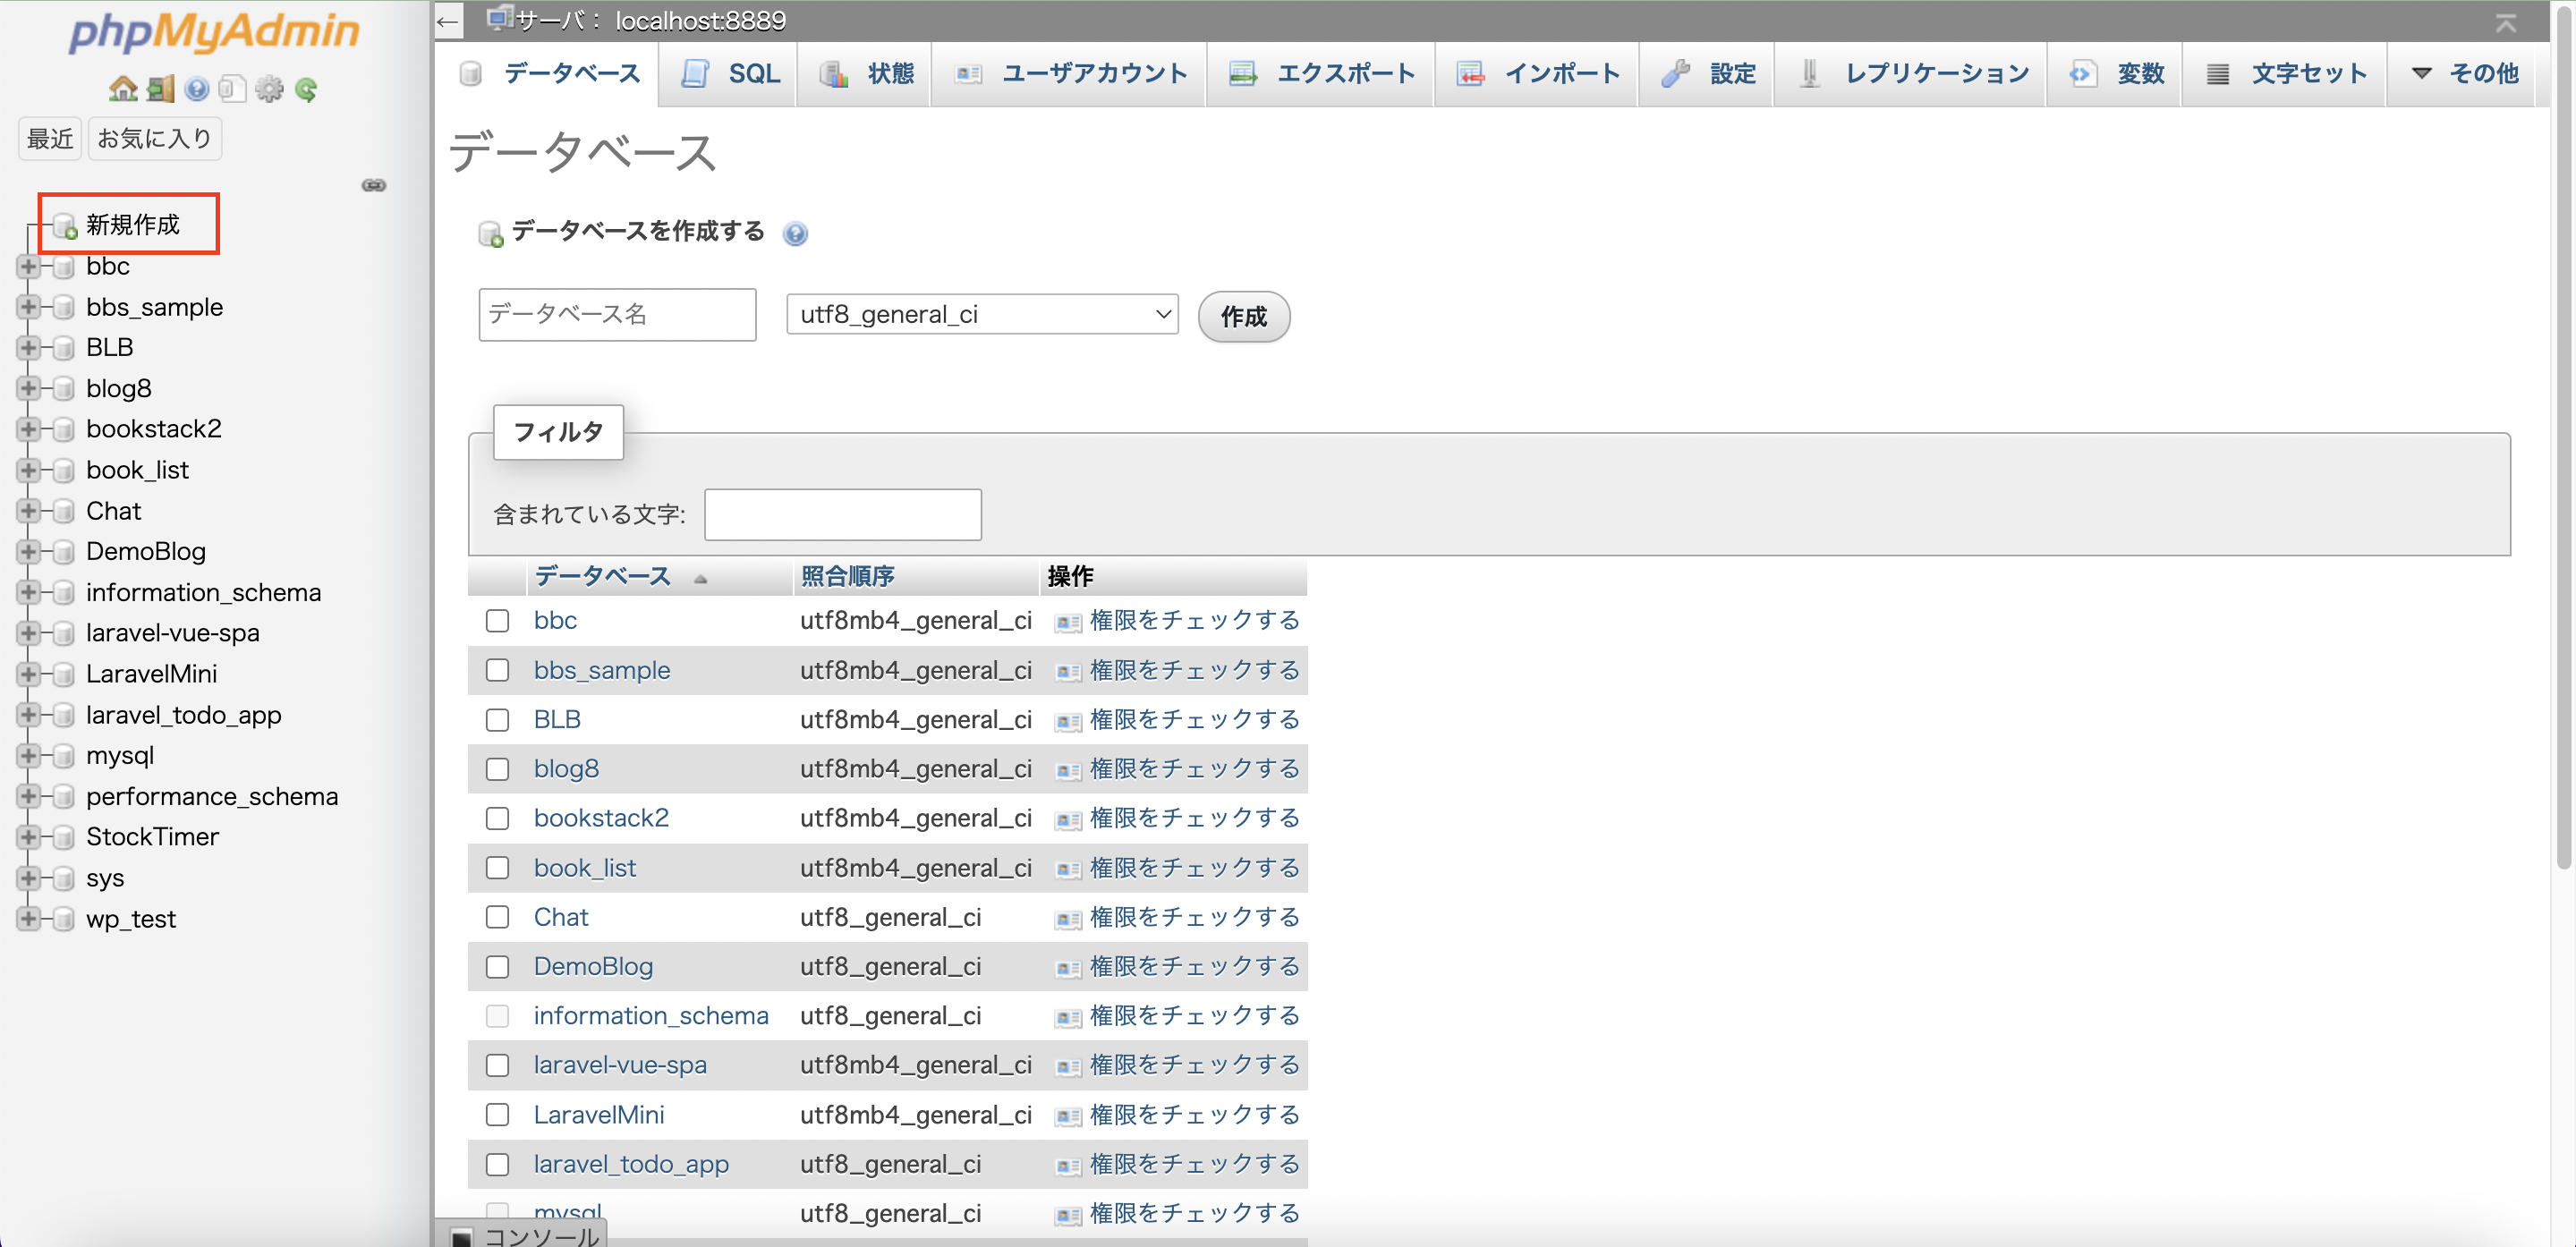 phpMyAdmin
最近 お気に入り
新規作成
bbc
bbs_sample
BLB
blog8
bookstack2
book_list
Chat
DemoBlog
information_schema
laravel-vue-spa
LaravelMini
laravel_todo_app
mysql
performance_schema
StockTimer
sys
wp_test
← サーバ: localhost:8889
データベース SQL 状態 ユーザアカウント エクスポート インポート 設定 レプリケーション 変数 文字セット その他
データベース
データベースを作成する
データベース名 utf8_general_ci 作成
フィルタ
含まれている文字:
データベース 照合順序 操作
bbc utf8mb4_general_ci 権限をチェックする
bbs_sample utf8mb4_general_ci 権限をチェックする
BLB utf8mb4_general_ci 権限をチェックする
blog8 utf8mb4_general_ci 権限をチェックする
bookstack2 utf8mb4_general_ci 権限をチェックする
book_list utf8mb4_general_ci 権限をチェックする
Chat utf8_general_ci 権限をチェックする
DemoBlog utf8_general_ci 権限をチェックする
information_schema utf8_general_ci 権限をチェックする
laravel-vue-spa utf8mb4_general_ci 権限をチェックする
LaravelMini utf8mb4_general_ci 権限をチェックする
laravel_todo_app utf8_general_ci 権限をチェックする
mysql utf8_general_ci 権限をチェックする
コンソール